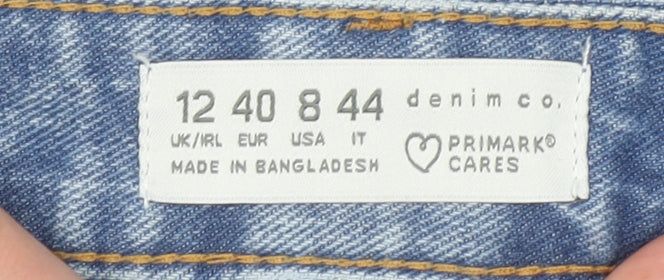 12 40 8 44
UK/IRL EUR USA IT
MADE IN BANGLADESH
denim co.
PRIMARK®
CARES